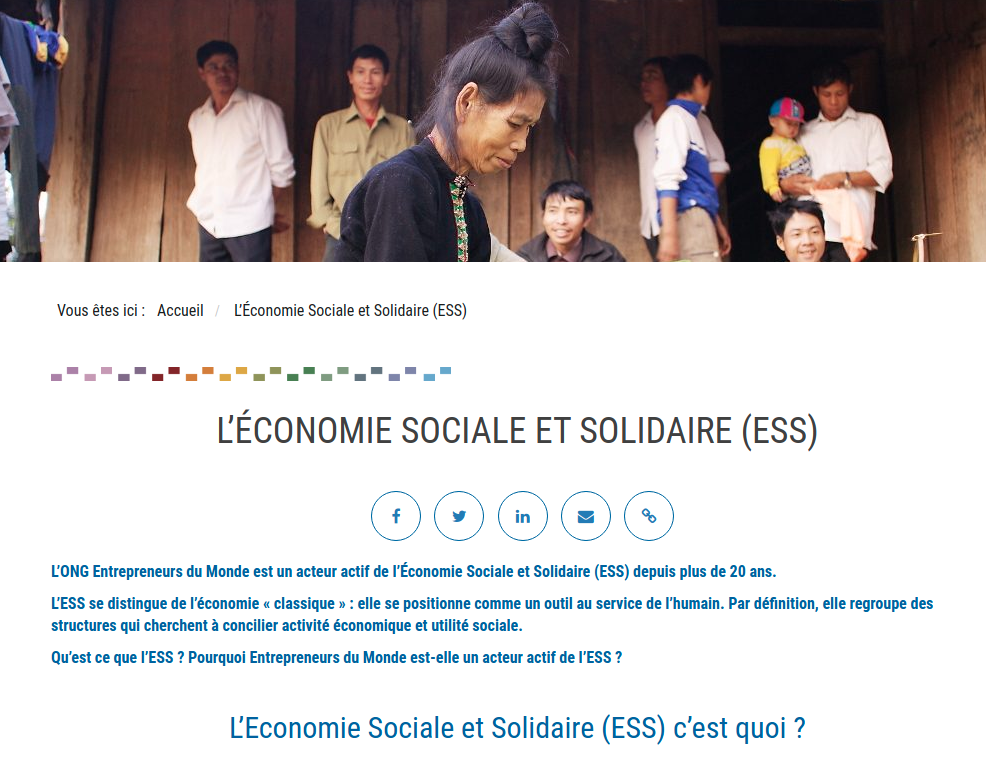 Vous êtes ici : Accueil / L’Économie Sociale et Solidaire (ESS)
L’ÉCONOMIE SOCIALE ET SOLIDAIRE (ESS)
L’ONG Entrepreneurs du Monde est un acteur actif de l’Économie Sociale et Solidaire (ESS) depuis plus de 20 ans.
L’ESS se distingue de l’économie « classique » : elle se positionne comme un outil au service de l’humain. Par définition, elle regroupe des
structures qui cherchent à concilier activité économique et utilité sociale.
Qu’est ce que l’ESS ? Pourquoi Entrepreneurs du Monde est-elle un acteur actif de l’ESS ?
L’Economie Sociale et Solidaire (ESS) c’est quoi ?